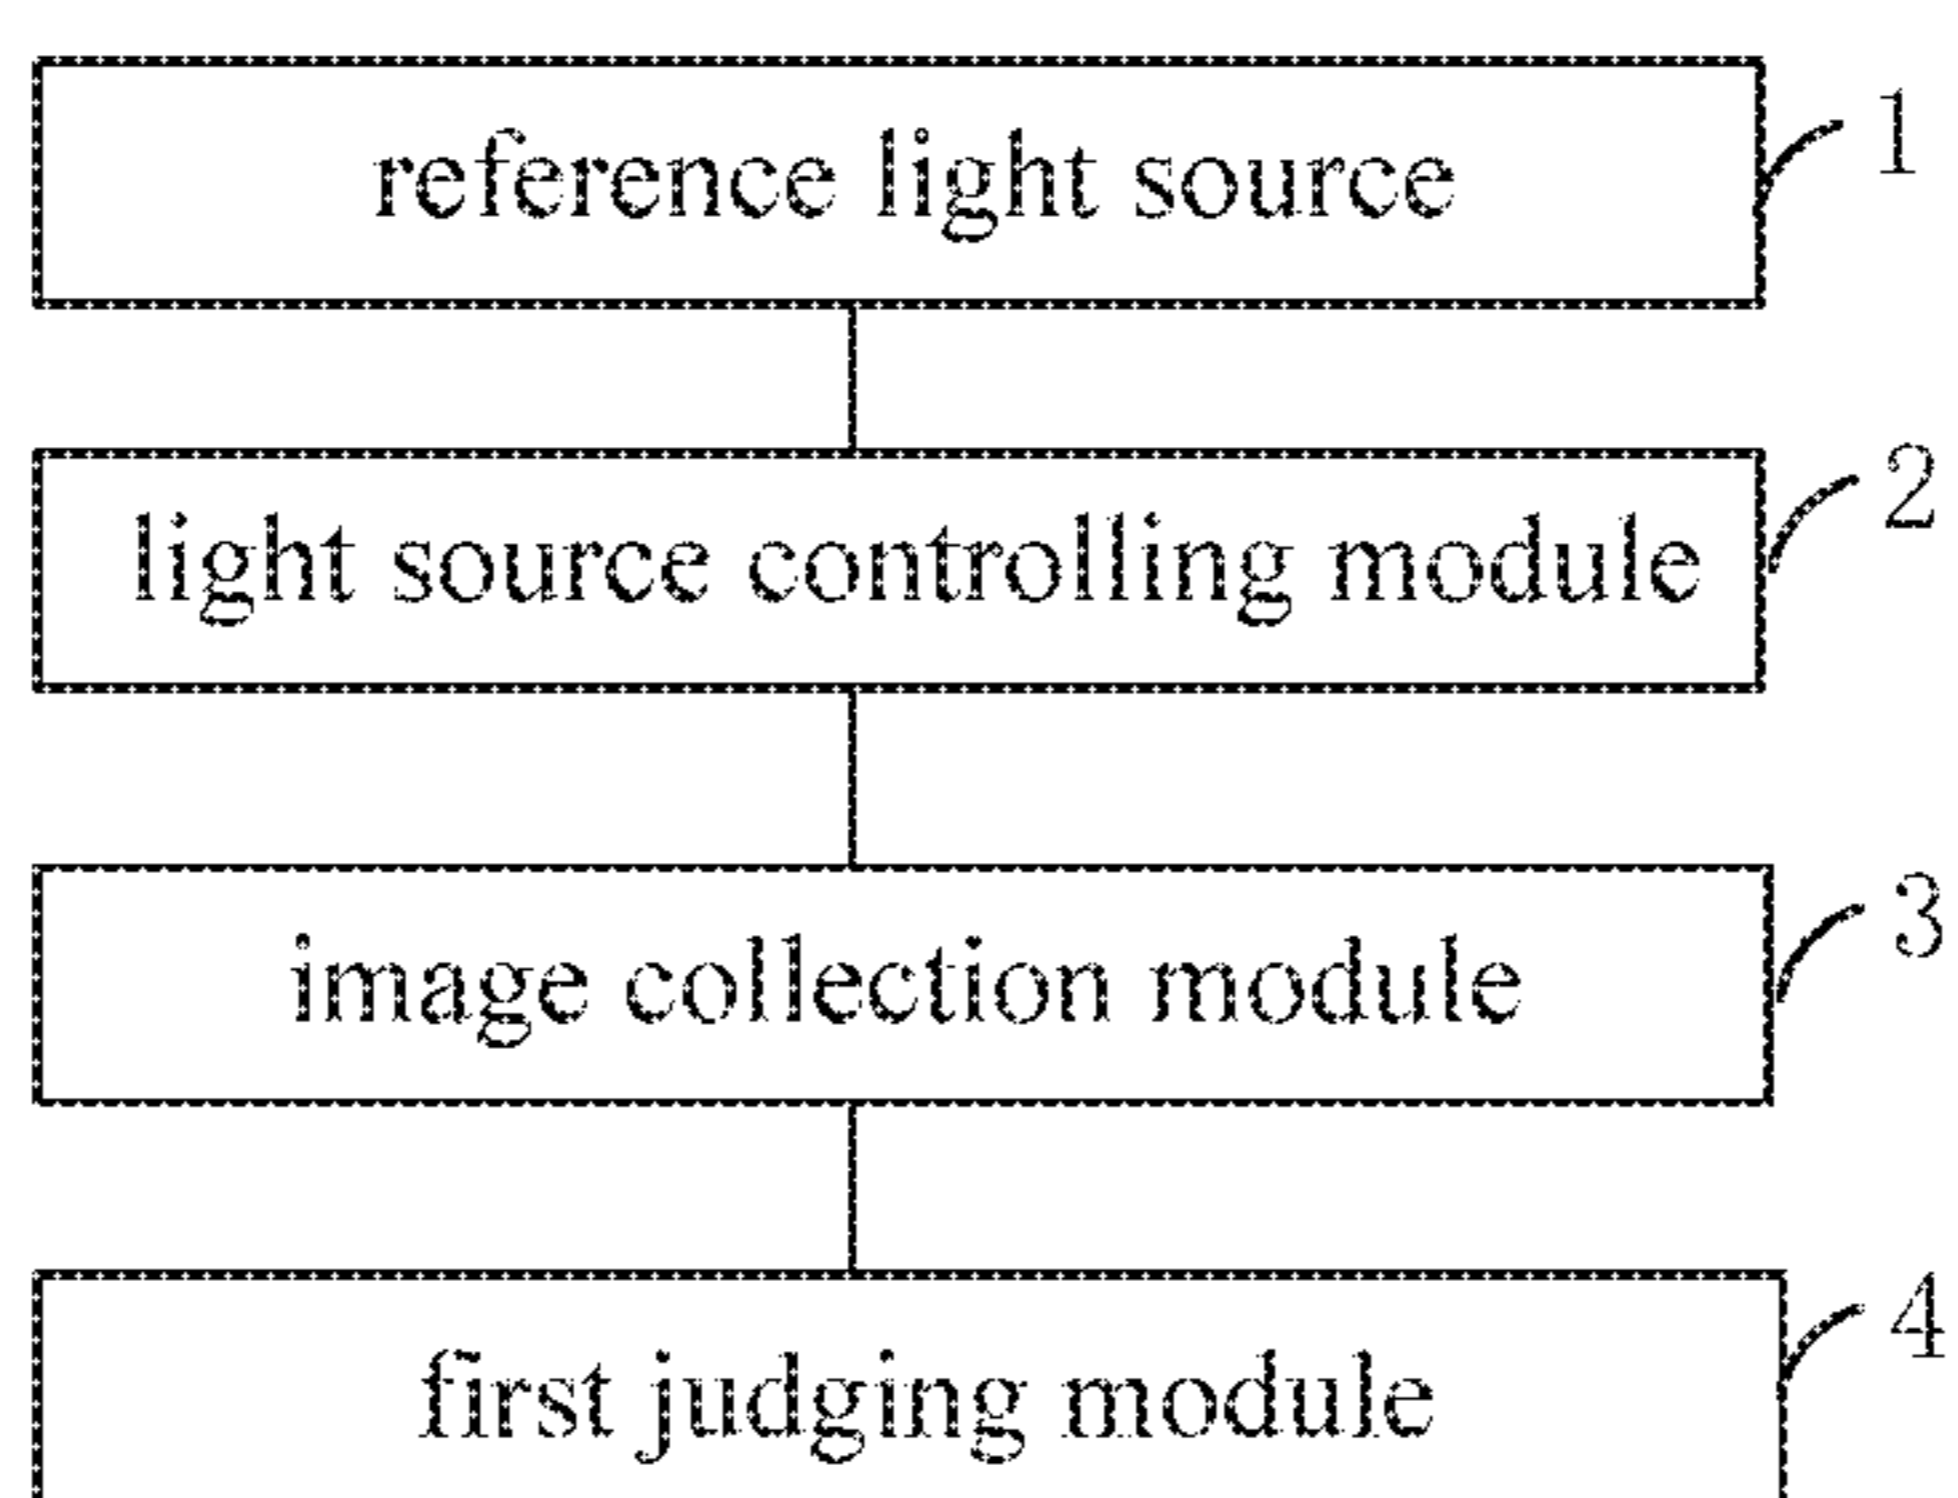 reference light source 1
light source controlling module 2
image collection module 3
first judging module 4